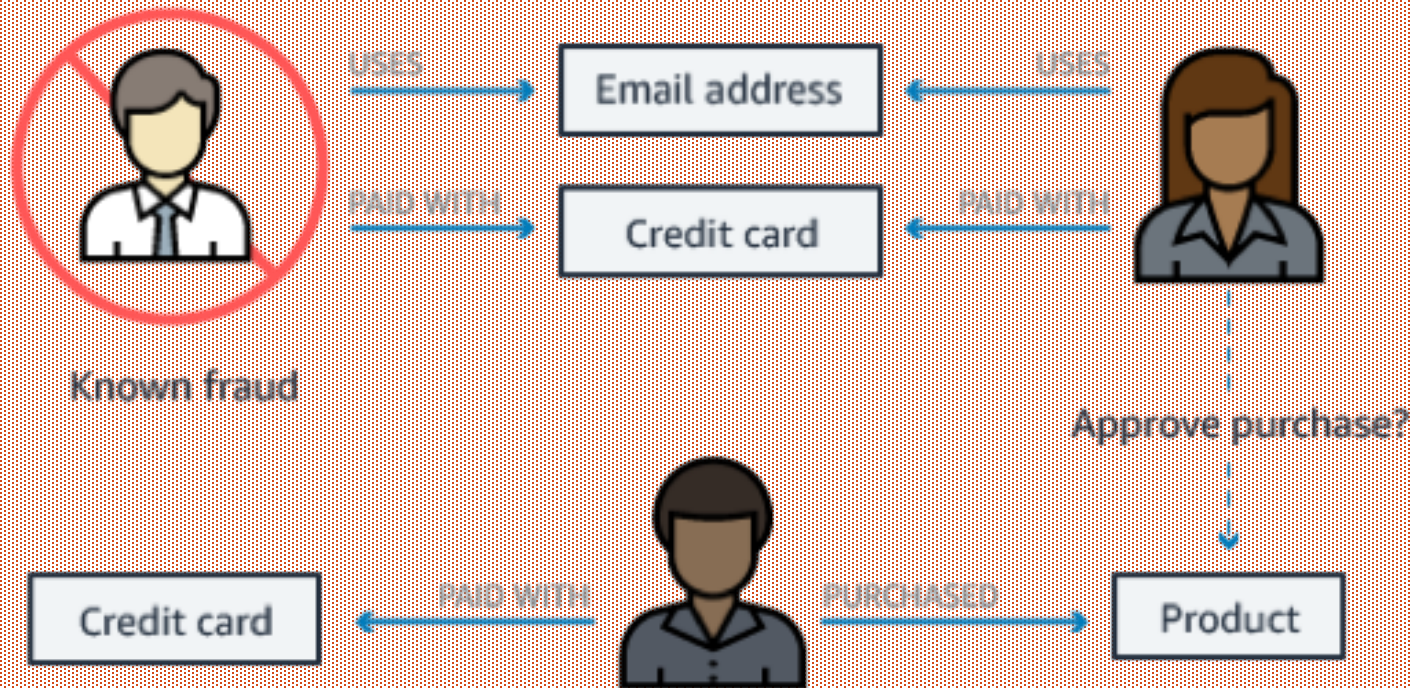 USES
Email address
USES
PAID WITH
Credit card
PAID WITH
Known fraud
Approve purchase?
Credit card
PAID WITH
PURCHASED
Product